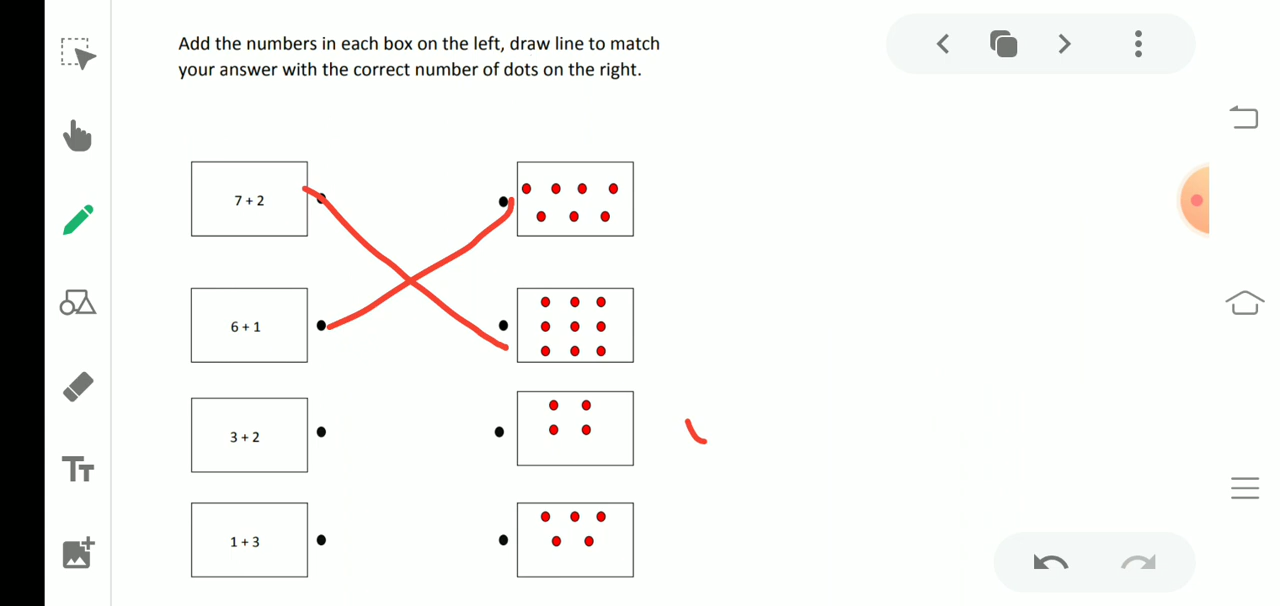 Add the numbers in each box on the left, draw line to match
your answer with the correct number of dots on the right.
7 + 2
6 + 1
3 + 2
1 + 3
TT